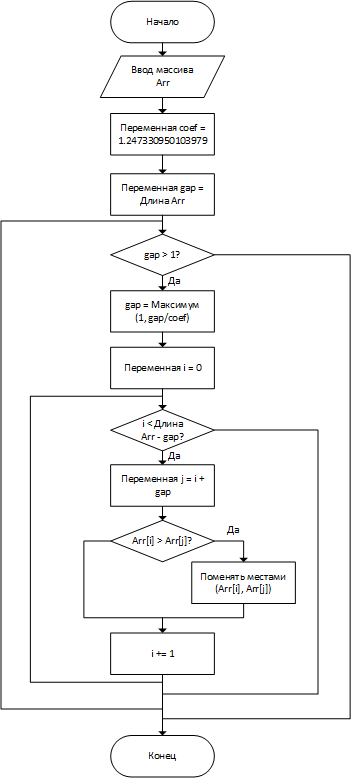 Начало
Ввод массива
Arr
Переменная coef =
1.247330950103979
Переменная gap =
Длина Arr
gap > 1?
Да
gap = Максимум
(1, gap/coef)
Переменная i = 0
i < Длина
Arr - gap?
Да
Переменная j = i +
gap
Arr[i] > Arr[j]?
Да
Поменять местами
(Arr[i], Arr[j])
i += 1
Конец